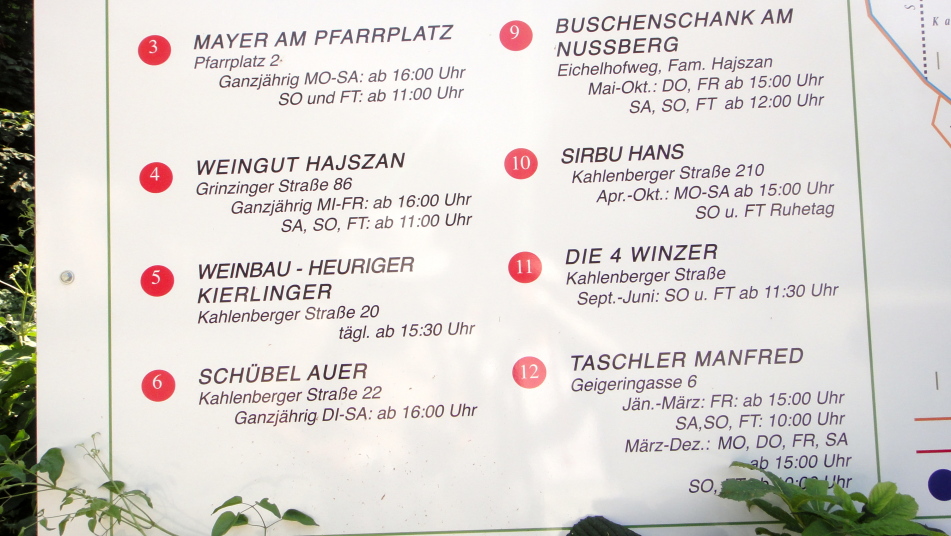 3
MAYER AM PFARRPLATZ
Pfarrplatz 2
Ganzjährig MO-SA: ab 16:00 Uhr
SO und FT: ab 11:00 Uhr
4
WEINGUT HAJSZAN
Grinzinger Straße 86
Ganzjährig MI-FR: ab 16:00 Uhr
SA, SO, FT: ab 11:00 Uhr
5
WEINBAU - HEURIGER
KIERLINGER
Kahlenberger Straße 20
tägl. ab 15:30 Uhr
6
SCHÜBEL AUER
Kahlenberger Straße 22
Ganzjährig DI-SA: ab 16:00 Uhr
9
BUSCHENSCHANK AM
NUSSBERG
Eichelhofweg, Fam. Hajszan
Mai-Okt.: DO, FR ab 15:00 Uhr
SA, SO, FT ab 12:00 Uhr
10
SIRBU HANS
Kahlenberger Straße 210
Apr.-Okt.: MO-SA ab 15:00 Uhr
SO u. FT Ruhetag
11
DIE 4 WINZER
Kahlenberger Straße
Sept.-Juni: SO u. FT ab 11:30 Uhr
12
TASCHLER MANFRED
Geigeringasse 6
Jän.-März: FR: ab 15:00 Uhr
SA,SO, FT: 10:00 Uhr
März-Dez.: MO, DO, FR, SA
ab 15:00 Uhr
SO, Uhr